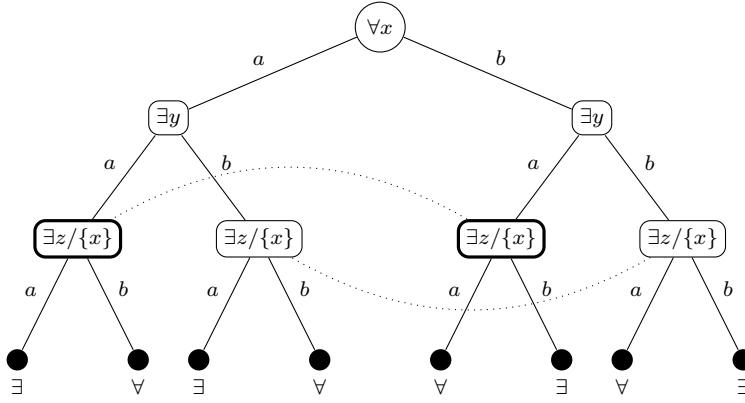 ∀x
a b
∃y ∃y
a b a b
∃z/{x} ∃z/{x} ∃z/{x} ∃z/{x}
a b a b a b a b
∃ ∀ ∃ ∀ ∀ ∃ ∀ ∃